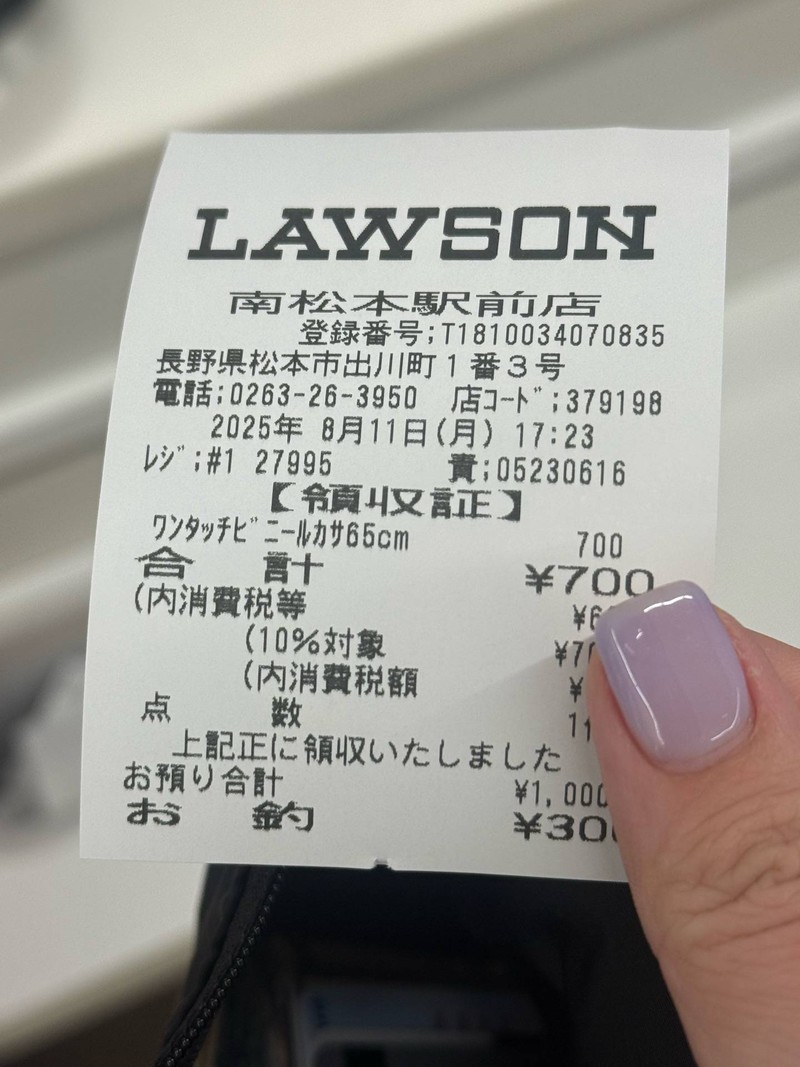 LAWSON
南松本駅前店
登録番号;T1810034070835
長野県松本市出川町1番3号
電話;0263-26-3950 店コード;379198
2025年 8月11日(月) 17:23
レジ;#1 27995 責;05230616
【領収証】
ワンタッチビニールカサ65cm 700
合 計 ¥700
(内消費税等
(10%対象
(内消費税額
点 数
上記正に領収いたしました
お預り合計 ¥1,000
お 釣